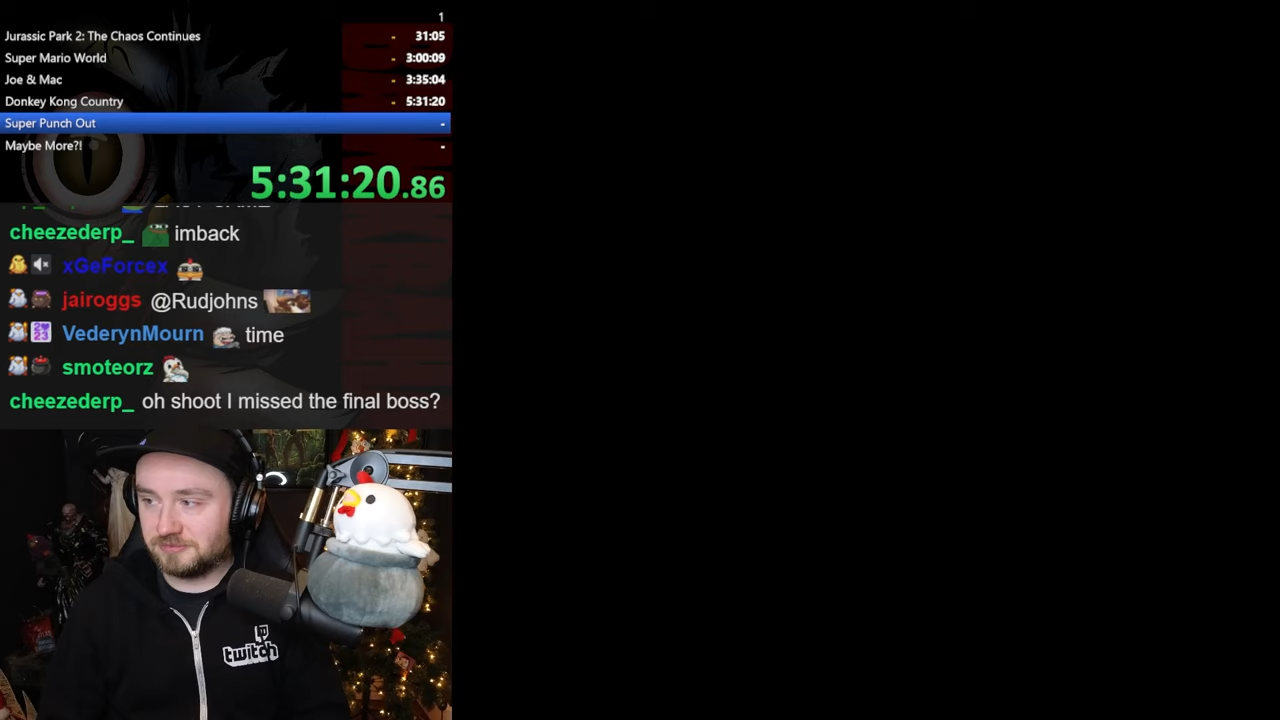 1
Jurassic Park 2: The Chaos Continues - 31:05
Super Mario World - 3:00:09
Joe & Mac - 3:35:04
Donkey Kong Country - 5:31:20
Super Punch Out -
Maybe More?! -
5:31:20.86
cheezederp_ imback
xGeForcex
jairoggs @Rudjohns
VederynMourn time
smoteorz
cheezederp_ oh shoot I missed the final boss?
twitch